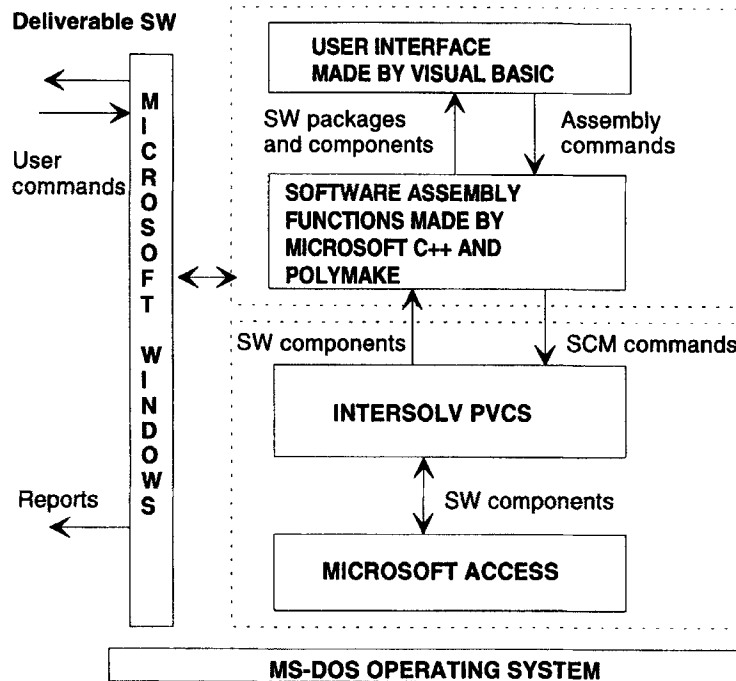 Deliverable SW
MICROSOFT WINDOWS
User
commands
Reports
USER INTERFACE
MADE BY VISUAL BASIC
SW packages
and components
Assembly
commands
SOFTWARE ASSEMBLY
FUNCTIONS MADE BY
MICROSOFT C++ AND
POLYMAKE
SW components
SCM commands
INTERSOLV PVCS
SW components
MICROSOFT ACCESS
MS-DOS OPERATING SYSTEM